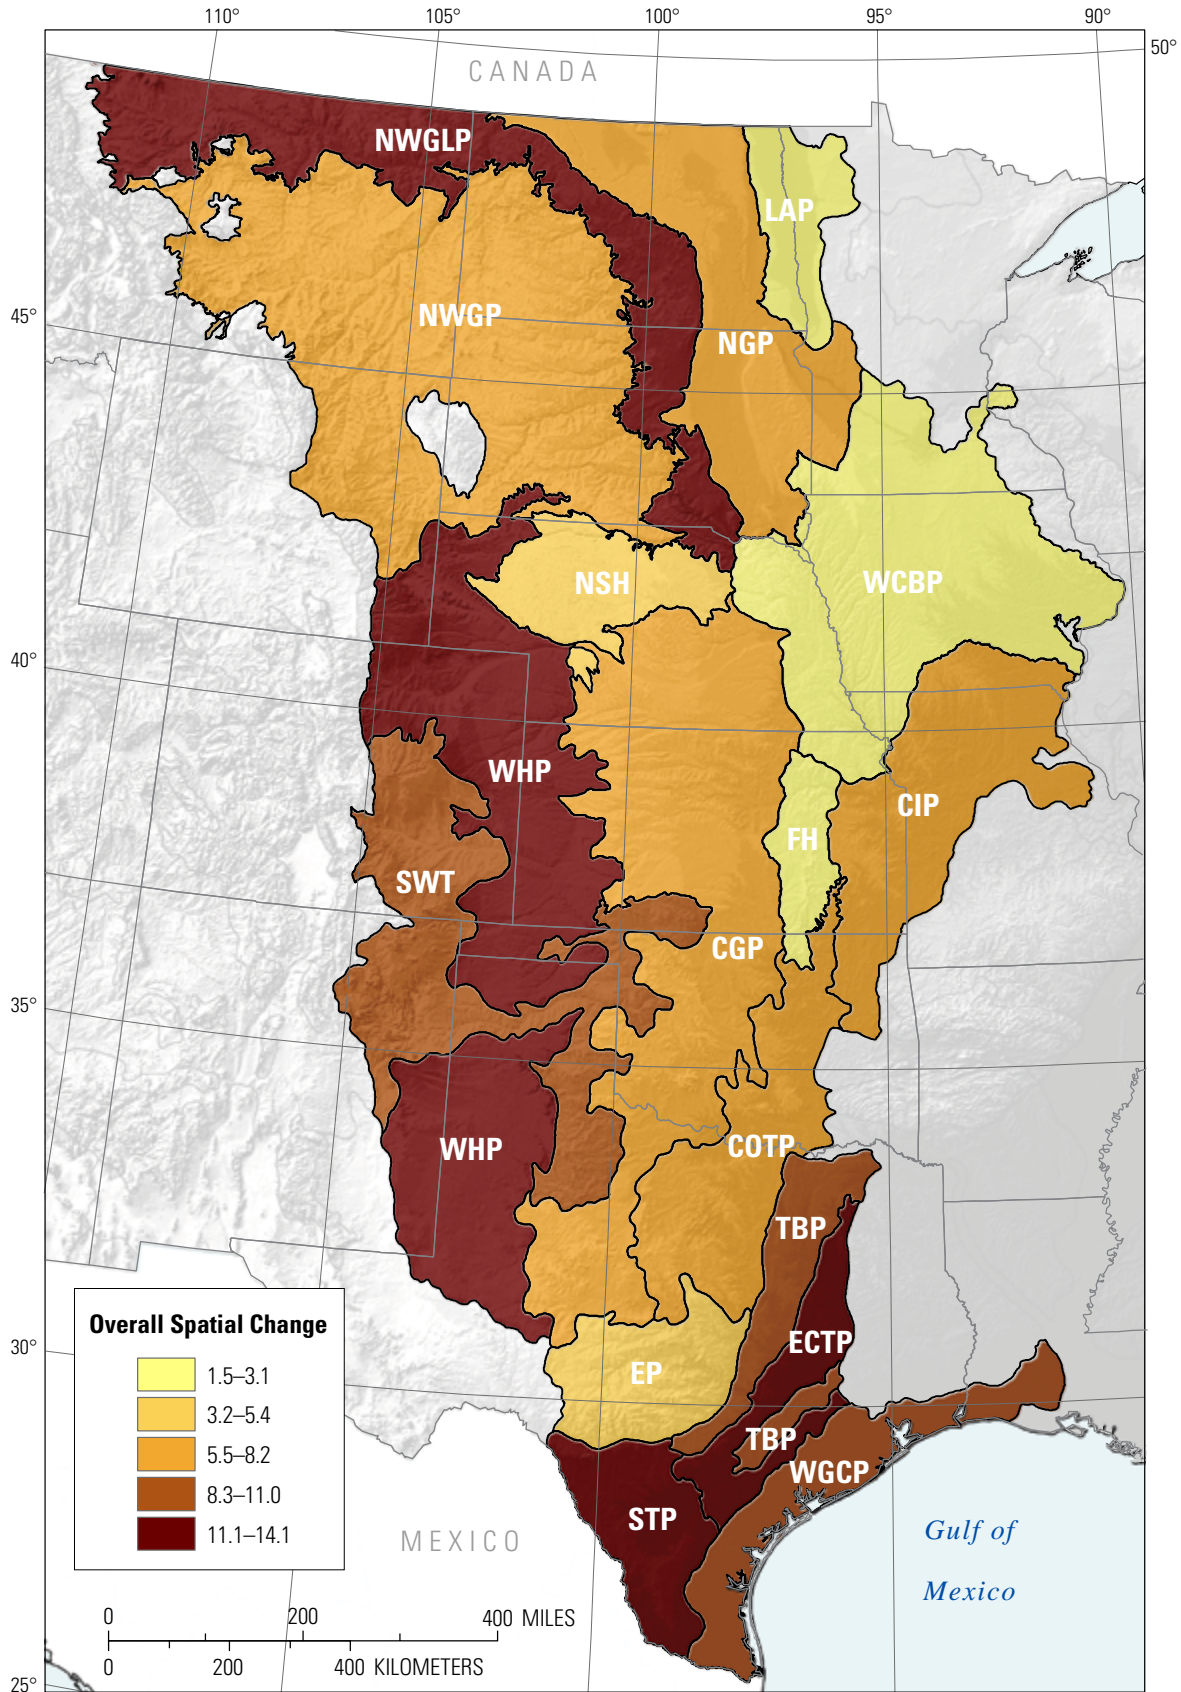 110° 105° 100° 95° 90°
50°
CANADA
NWGLP
LAP
45°
NWGP
NGP
NSH
WCBP
40°
WHP
CIP
FH
SWT
CGP
35°
WHP
COTP
TBP
Overall Spatial Change
1.5–3.1
3.2–5.4
5.5–8.2
8.3–11.0
11.1–14.1
30°
ECTP
EP
TBP
WGCP
STP
MEXICO
Gulf of
Mexico
0 200 400 MILES
0 200 400 KILOMETERS
25°